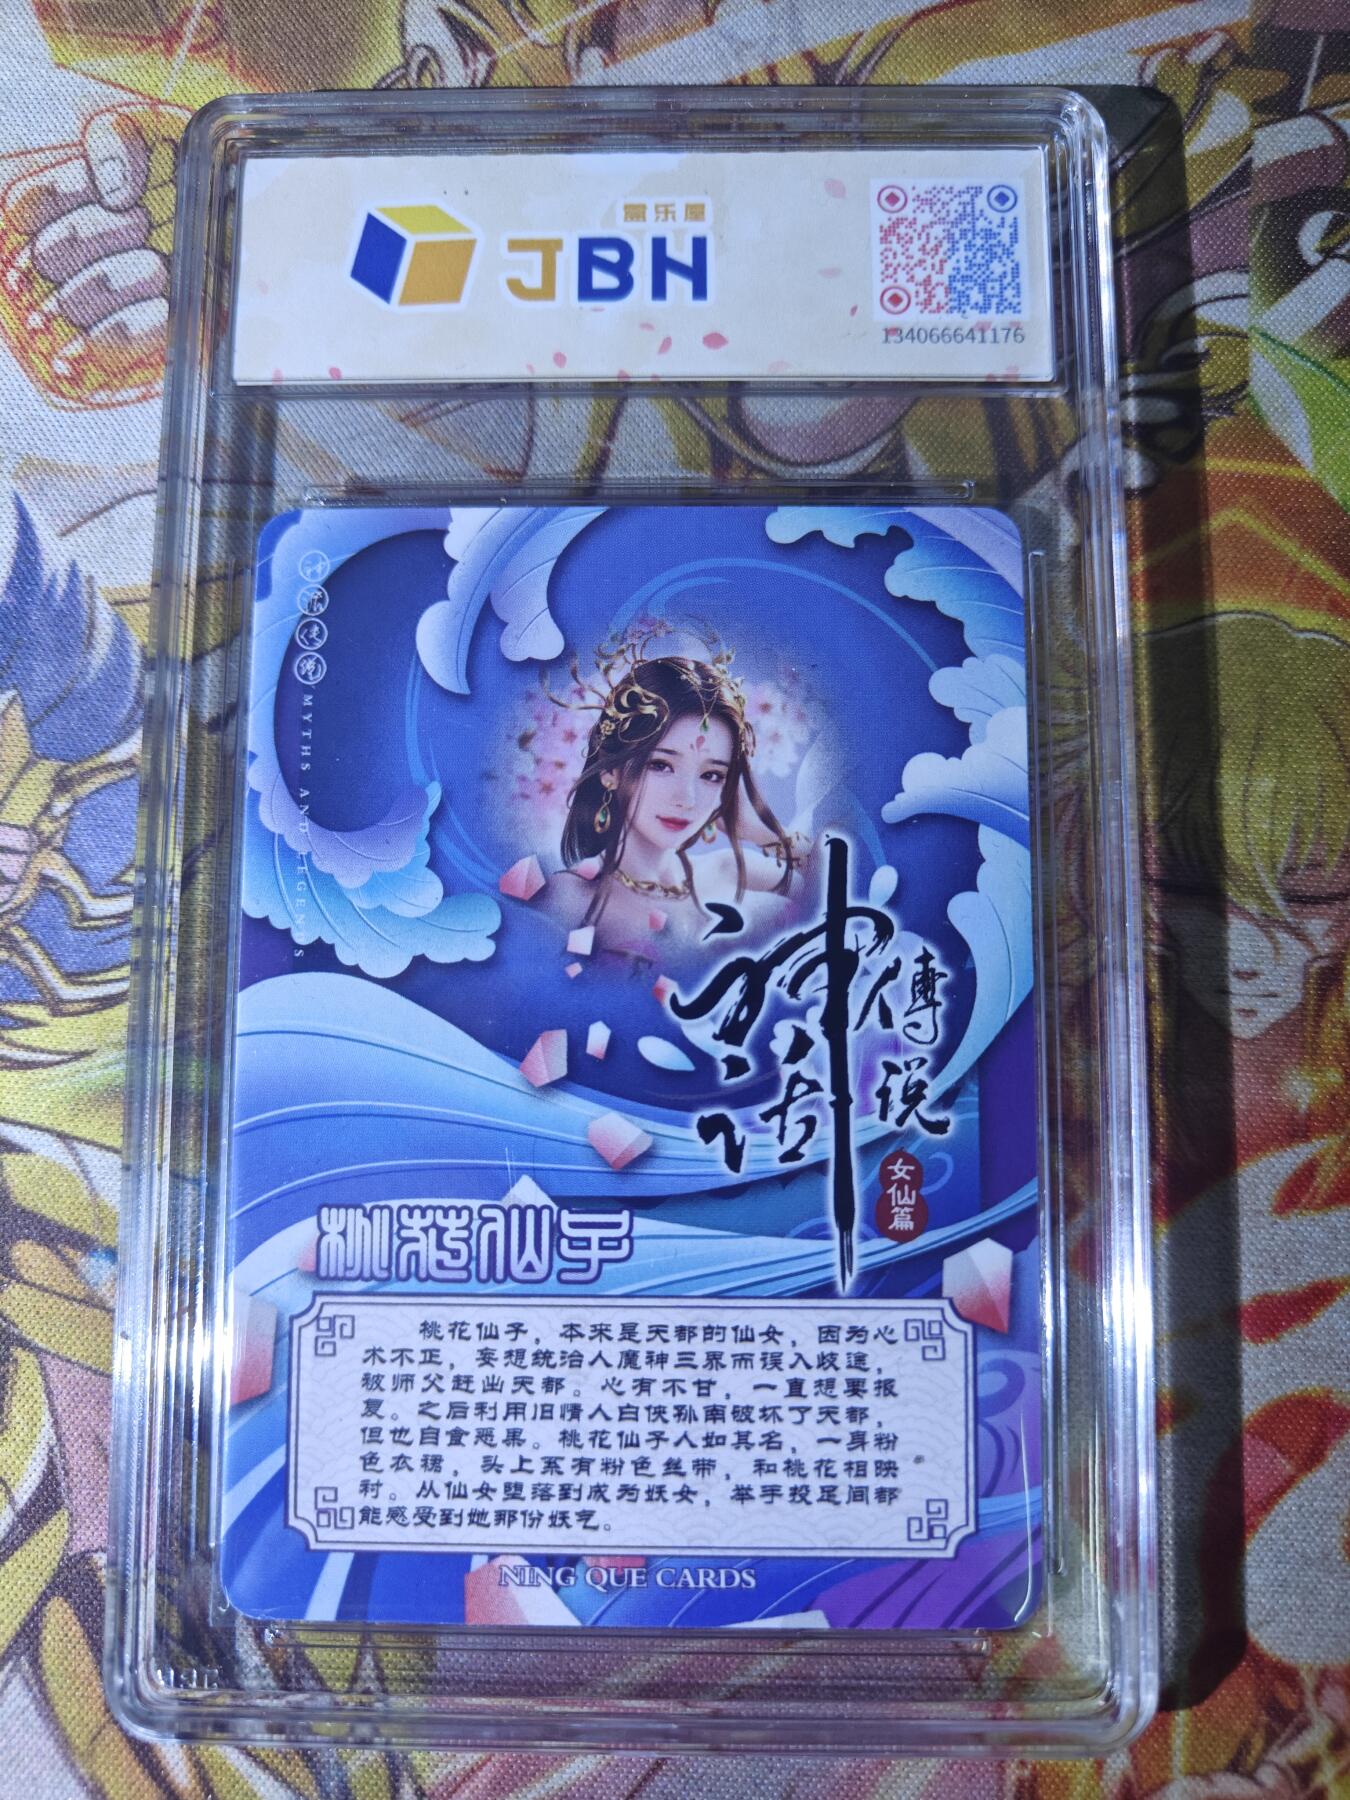 盒乐屋
JBH
134066641176
神话传说
MYTHS AND LEGENDS
神話
傳說
女仙篇
桃花仙子
桃花仙子，本来是天都的仙女，因为心
术不正，妄想统治人魔神三界而误入歧途，
被师父赶出天都。心有不甘，一直想要报
复。之后利用旧情人白侠孙南破坏了天都，
但也自食恶果。桃花仙子人如其名，一身粉
色衣裙，头上系有粉色丝带，和桃花相映
衬。从仙女堕落到成为妖女，举手投足间都
能感受到她那份妖气。
NING QUE CARDS